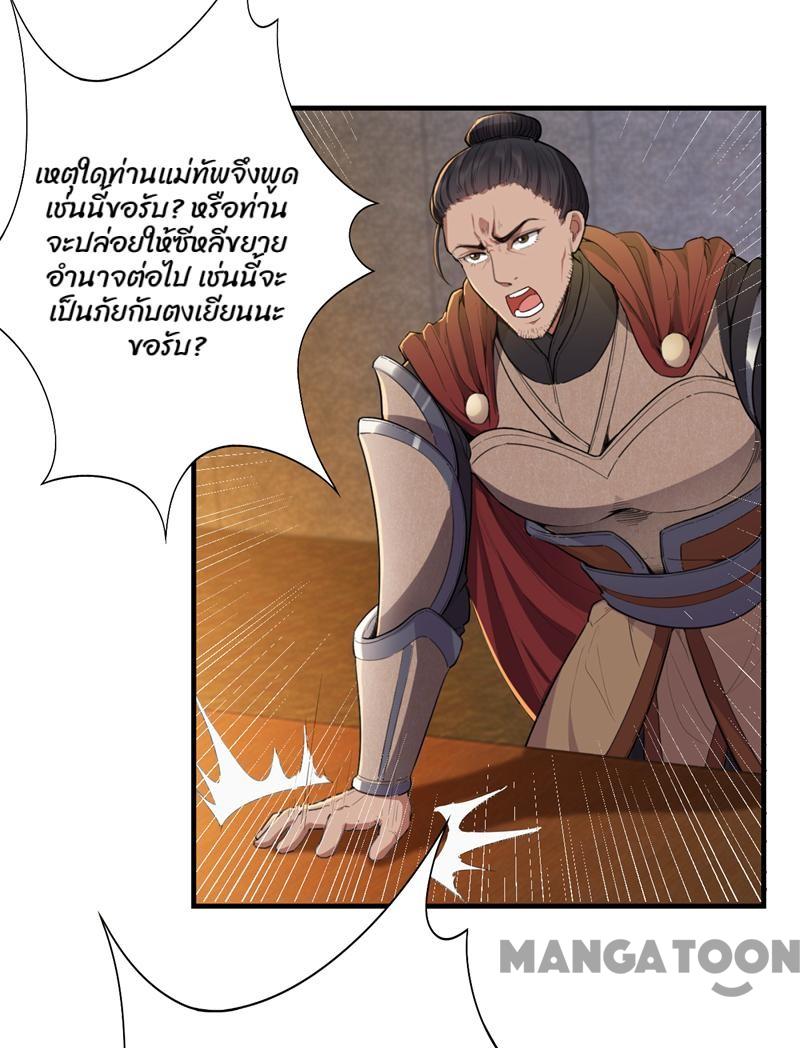 เหตุใดท่านแม่ทัพจึงพูด
เช่นนี้ขอรับ? หรือท่าน
จะปล่อยให้ซีหลีขยาย
อำนาจต่อไป เช่นนี้จะ
เป็นภัยกับตงเยียนนะ
ขอรับ?
MANGATOON